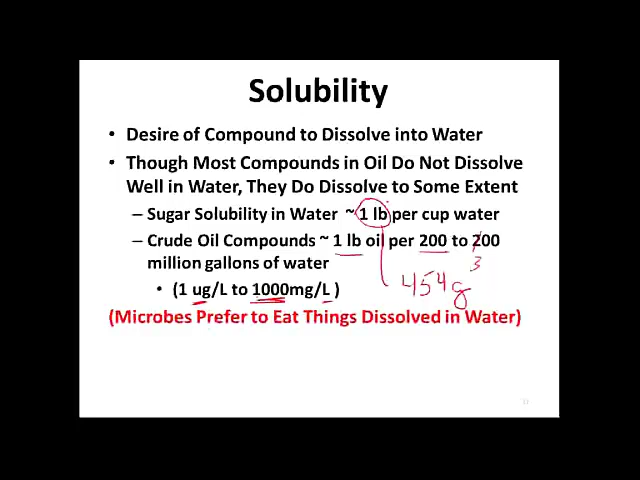 Solubility
• Desire of Compound to Dissolve into Water
• Though Most Compounds in Oil Do Not Dissolve
Well in Water, They Do Dissolve to Some Extent
– Sugar Solubility in Water ~ 1 lb per cup water
– Crude Oil Compounds ~ 1 lb oil per 200 to 200
3
million gallons of water
454g
• (1 ug/L to 1000mg/L )
(Microbes Prefer to Eat Things Dissolved in Water)